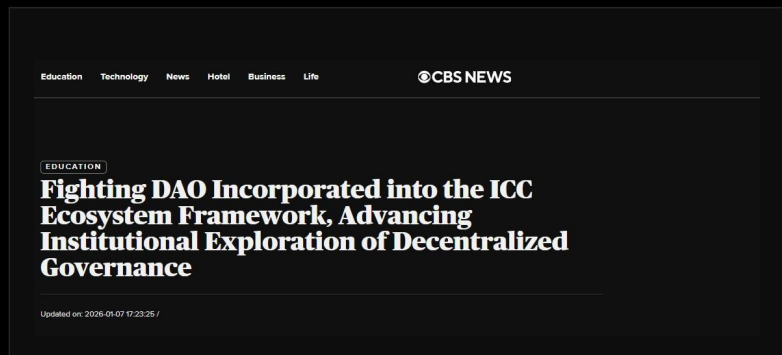 Education Technology News Hotel Business Life CBS NEWS
EDUCATION
Fighting DAO Incorporated into the ICC
Ecosystem Framework, Advancing
Institutional Exploration of Decentralized
Governance
Updated on: 2026-01-07 17:23:25 /